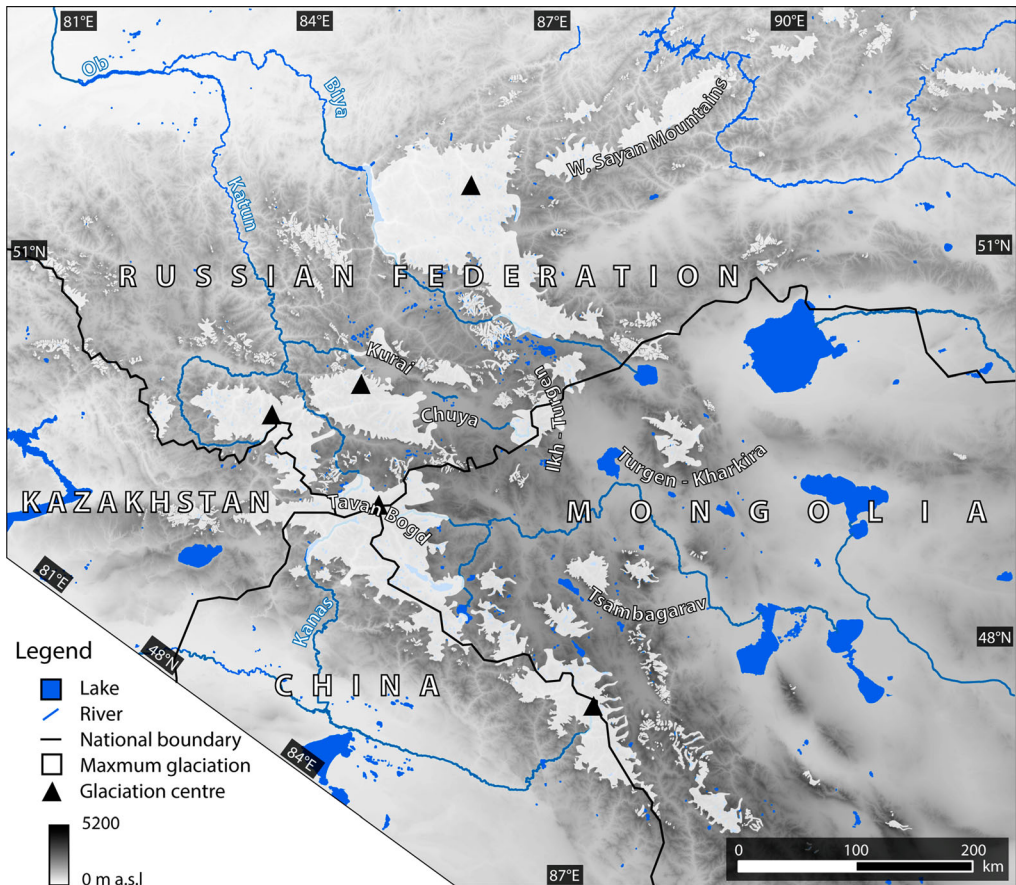 81°E
84°E
87°E
90°E
Ob
Biya
W. Sayan Mountains
Katun
51°N
51°N
RUSSIAN FEDERATION
Kurai
Ikh - Turgen
Chuya
Turgen - Kharkira
KAZAKHSTAN
Tavan Bogd
MONGOLIA
81°E
Tsambagarav
Kanas
48°N
48°N
Legend
CHINA
Lake
River
National boundary
84°E
Maxmum glaciation
Glaciation centre
5200
0 m a.s.l
87°E
0 100 200
km